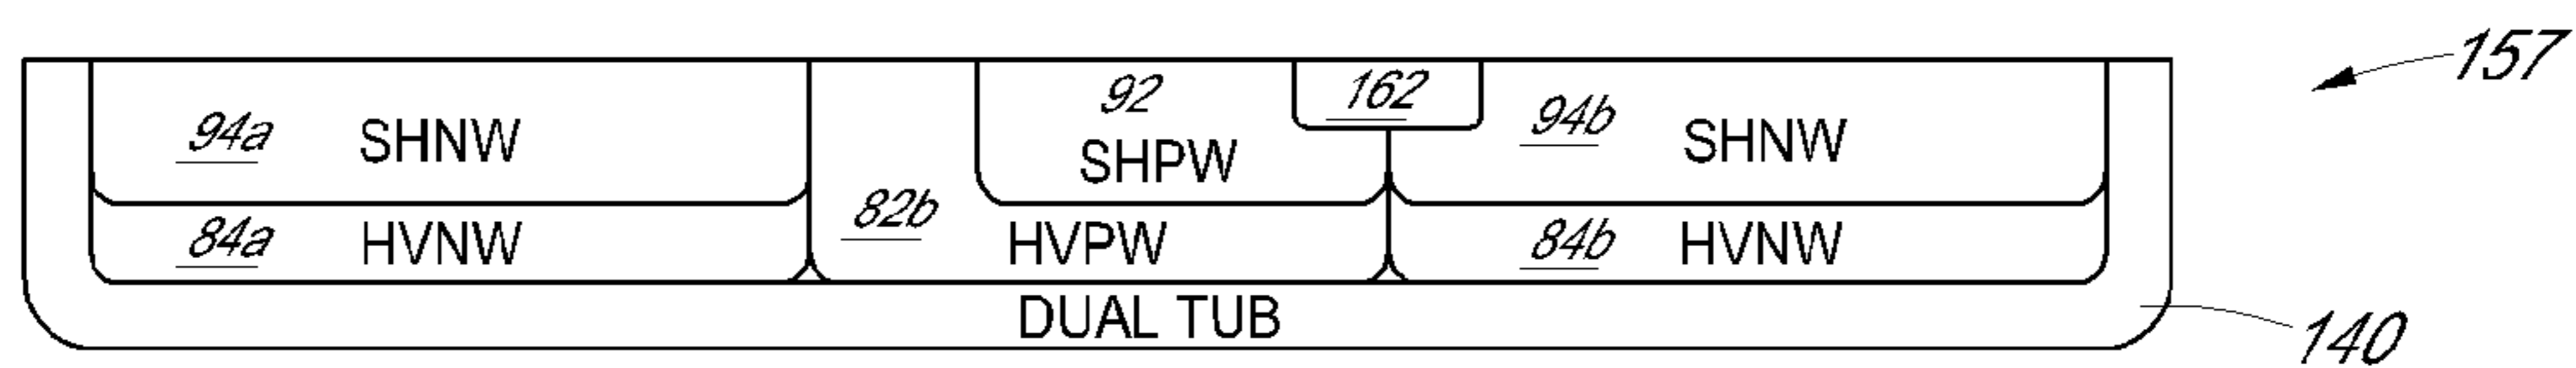 157
92
162
94a SHNW
SHPW
94b SHNW
82b
84a HVNW
HVPW
84b HVNW
DUAL TUB
140